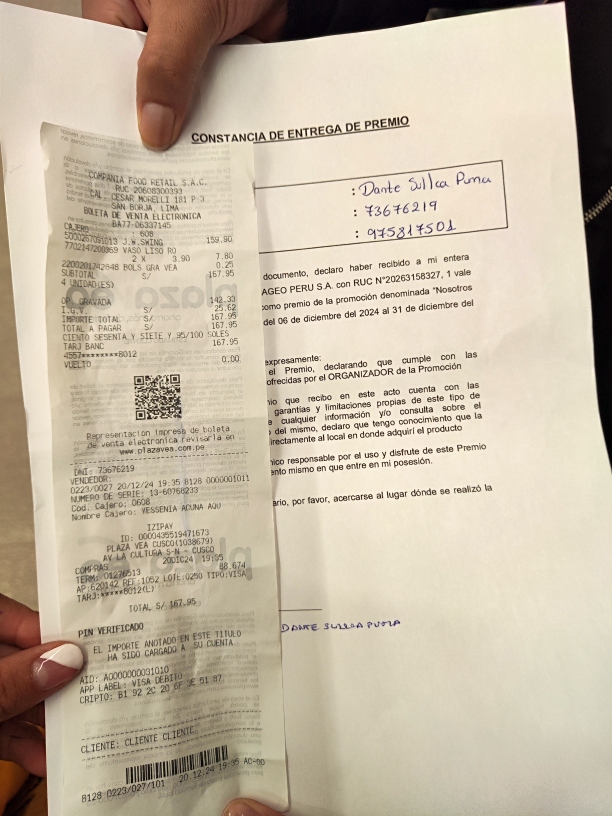 CONSTANCIA DE ENTREGA DE PREMIO
: Dante Sullca Puma
: 73676219
: 975817501
documento, declaro haber recibido a mi entera
AGEO PERU S.A. con RUC N°20263158327, 1 vale
como premio de la promoción denominada "Nosotros
del 06 de diciembre del 2024 al 31 de diciembre del
expresamente:
el Premio, declarando que cumple con las
ofrecidas por el ORGANIZADOR de la Promoción
io que recibo en este acto cuenta con las
garantías y limitaciones propias de este tipo de
cualquier información y/o consulta sobre el
del mismo, declaro que tengo conocimiento que la
directamente al local en donde adquirí el producto
nico responsable por el uso y disfrute de este Premio
ento mismo en que entre en mi posesión.
ario, por favor, acercarse al lugar dónde se realizó la
DANTE SULLCA PUMA
COMPANIA FOOD RETAIL S.A.C.
RUC 20608300393
CAL. CESAR MORELLI 181 P-3
SAN BORJA, LIMA
BOLETA DE VENTA ELECTRONICA
BA77-06337145
CAJERO : 608
5000267091013 J.W.SWING 159.90
7702147200369 VASO LISO RO
2 X 3.90 7.80
2200201742848 BOLS GRA VEA 0.25
SUBTOTAL S/ 167.95
4 UNIDAD(ES)
OP. GRAVADA 142.33
I.G.V. S/ 25.62
IMPORTE TOTAL S/ 167.95
TOTAL A PAGAR S/ 167.95
CIENTO SESENTA Y SIETE Y 95/100 SOLES
TARJ BANC 167.95
4557********8012
VUELTO 0.00
Representación impresa de boleta
de venta electronica revisarla en
www.plazavea.com.pe
DNI: 73676219
VENDEDOR:
0223/0027 20/12/24 19:35 8128 0000001011
NUMERO DE SERIE: 13-60768233
Cod. Cajero: 0608
Nombre Cajero: YESSENIA ACUNA AQU
IZIPAY
ID: 0000435519471673
PLAZA VEA CUSCO(1038679)
AV LA CULTURA S-N - CUSCO
COMPRAS 20DIC24 19:35
TERM: 01276513 88.674
AP:620142 REF:1052 LOTE:0250 TIPO:VISA
TARJ:*****8012(L)
TOTAL S/ 167.95
PIN VERIFICADO
EL IMPORTE ANOTADO EN ESTE TITULO
HA SIDO CARGADO A SU CUENTA
AID: A0000000031010
APP LABEL: VISA DEBITO
CRIPTO: B1 92 2C 20 6F 3E 51 87
CLIENTE: CLIENTE CLIENTE
8128 0223/027/101 20.12.24 19:35 AC-00